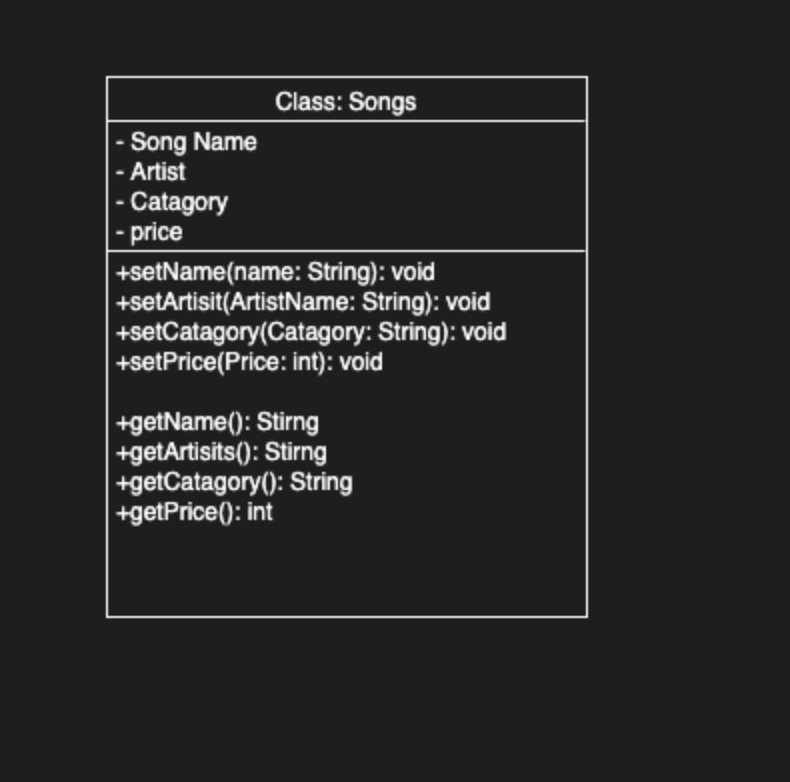 Class: Songs
- Song Name
- Artist
- Catagory
- price
+setName(name: String): void
+setArtisit(ArtistName: String): void
+setCatagory(Catagory: String): void
+setPrice(Price: int): void
+getName(): Stirng
+getArtisits(): Stirng
+getCatagory(): String
+getPrice(): int